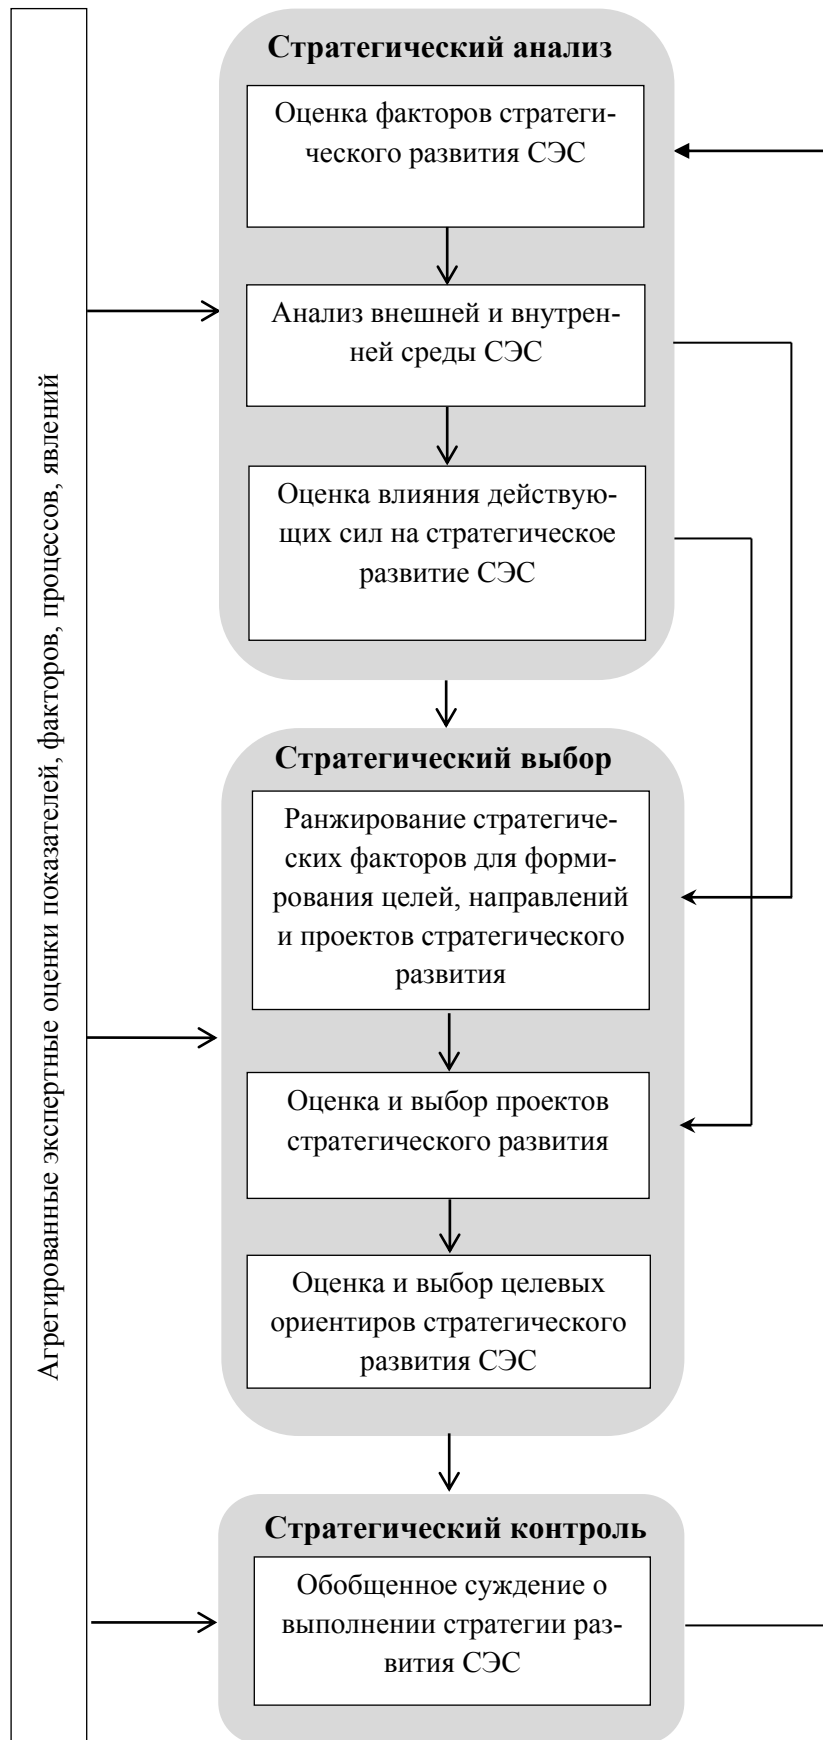 Агрегированные экспертные оценки показателей, факторов, процессов, явлений
Стратегический анализ
Оценка факторов стратеги-
ческого развития СЭС
Анализ внешней и внутрен-
ней среды СЭС
Оценка влияния действую-
щих сил на стратегическое
развитие СЭС
Стратегический выбор
Ранжирование стратегиче-
ских факторов для форми-
рования целей, направлений
и проектов стратегического
развития
Оценка и выбор проектов
стратегического развития
Оценка и выбор целевых
ориентиров стратегического
развития СЭС
Стратегический контроль
Обобщенное суждение о
выполнении стратегии раз-
вития СЭС